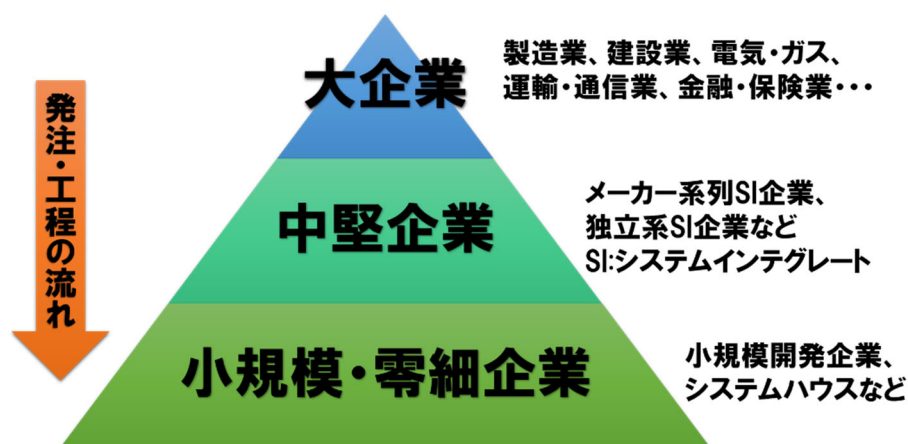 大企業
製造業、建設業、電気・ガス、
運輸・通信業、金融・保険業・・・
発注・工程の流れ
中堅企業
メーカー系列SI企業、
独立系SI企業など
SI:システムインテグレート
小規模・零細企業
小規模開発企業、
システムハウスなど